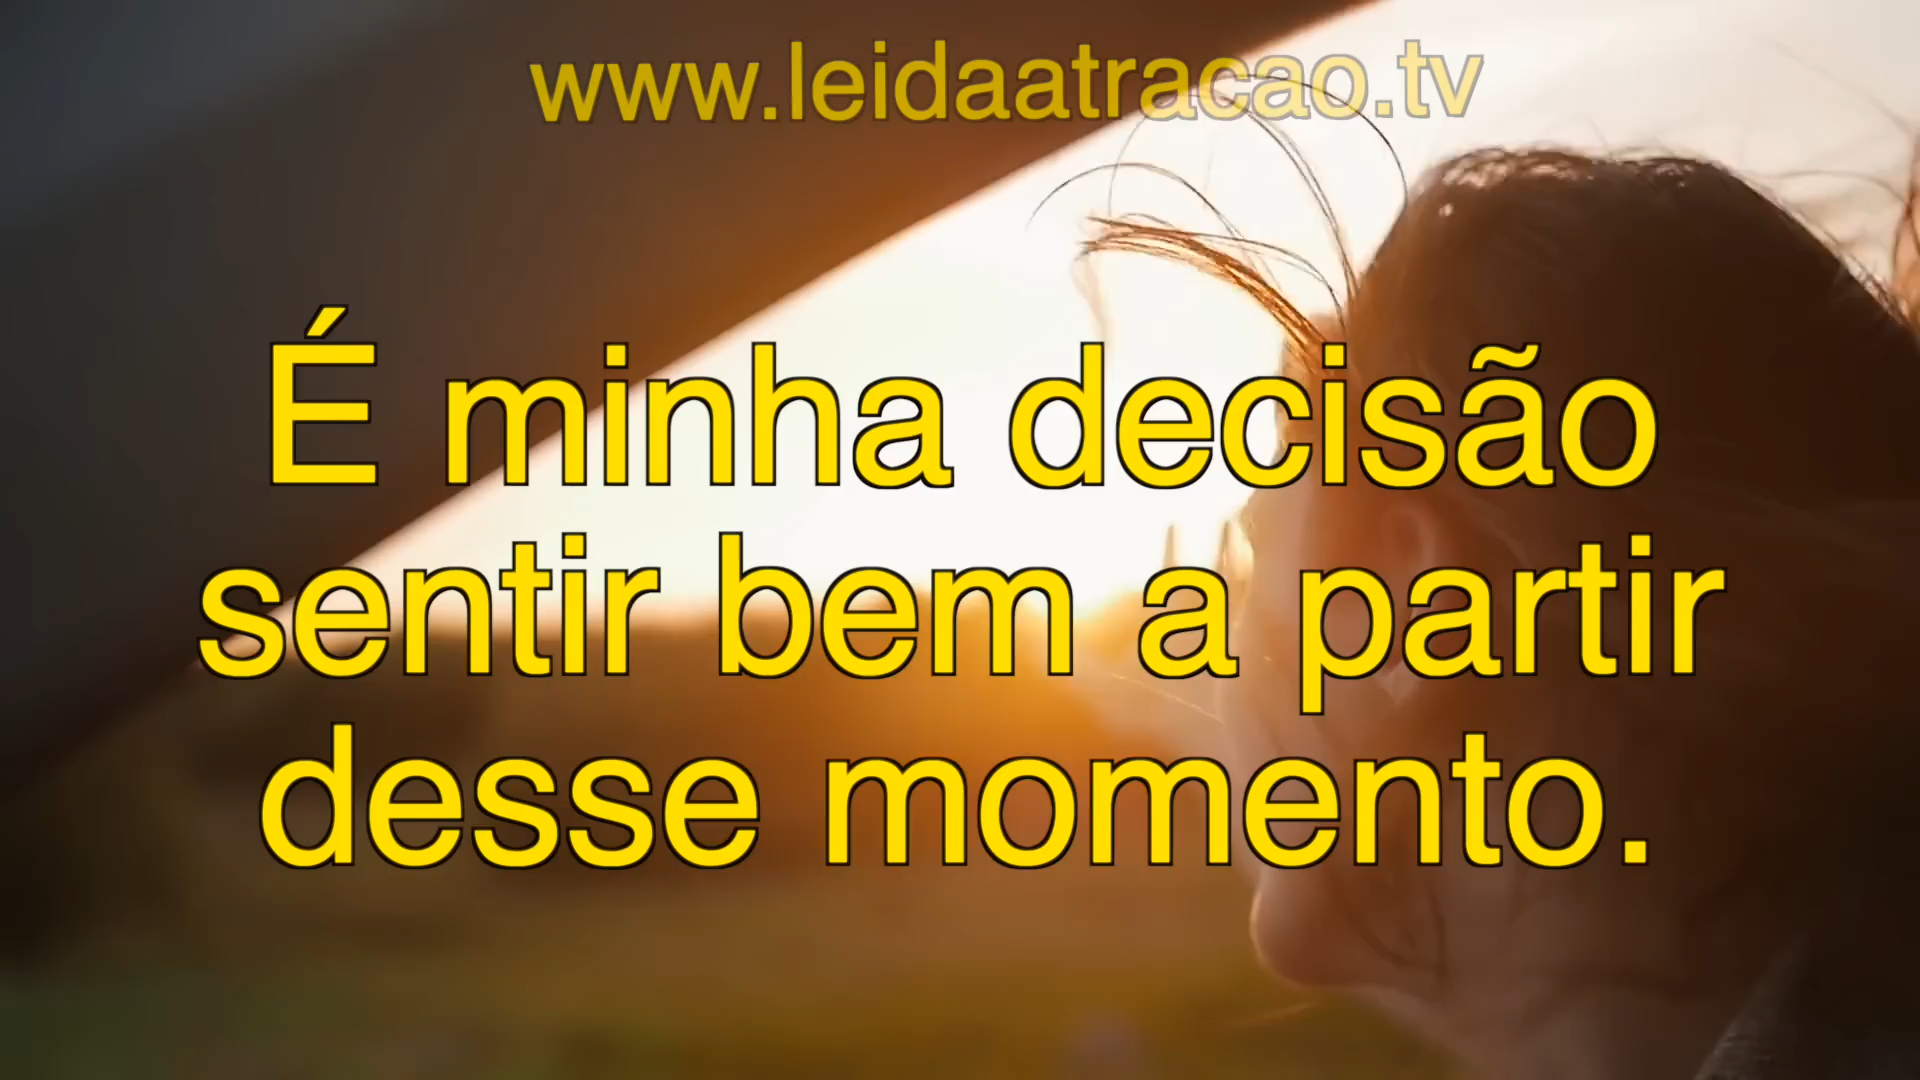 www.leidaatracao.tv
É minha decisão
sentir bem a partir
desse momento.